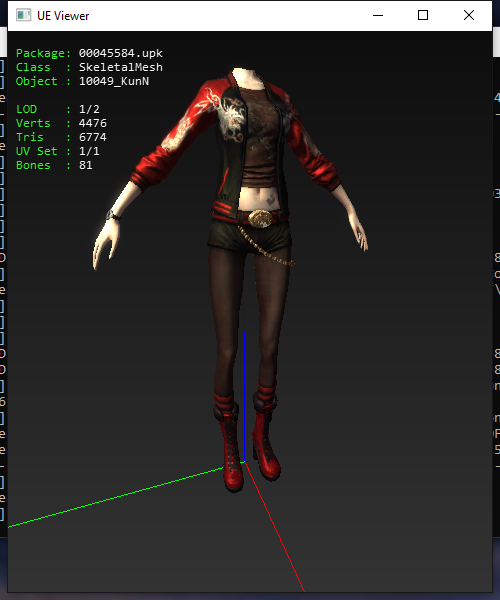 UE Viewer
Package: 00045584.upk
Class : SkeletalMesh
Object : 10049_KunN
LOD : 1/2
Verts : 4476
Tris : 6774
UV Set : 1/1
Bones : 81